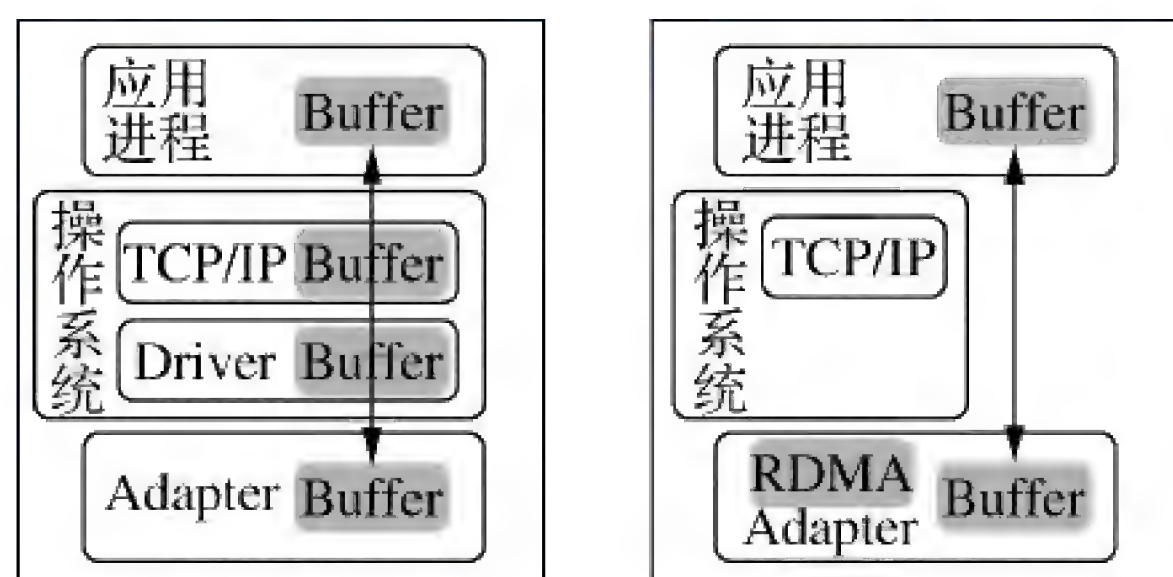 应用
进程
Buffer
操作系统
TCP/IP Buffer
Driver Buffer
Adapter Buffer
应用
进程
Buffer
操作系统
TCP/IP
RDMA
Adapter
Buffer